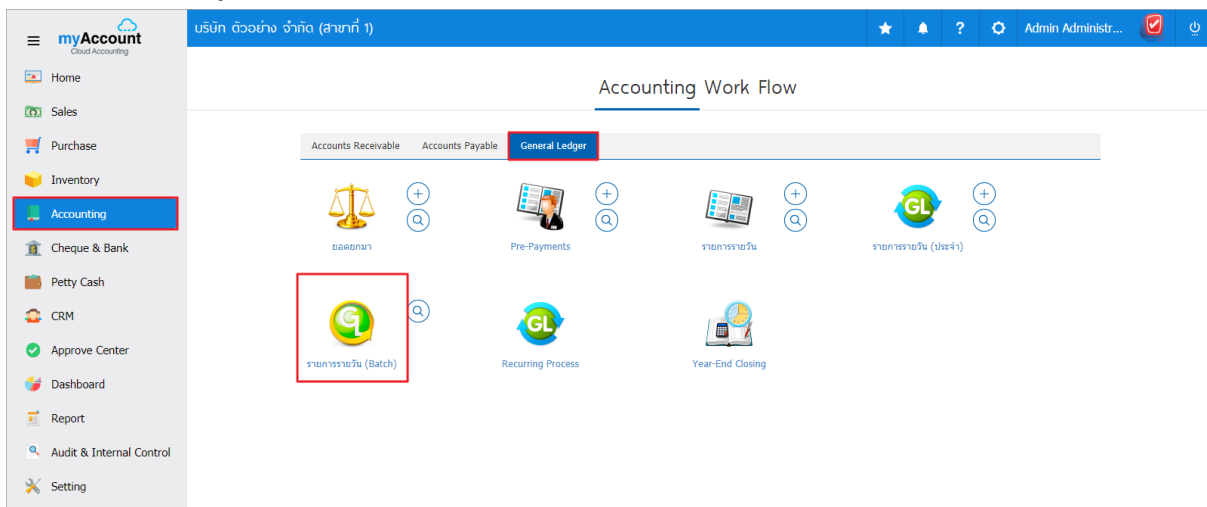 บริษัท ตัวอย่าง จำกัด (สาขาที่ 1)
Admin Administr...
myAccount
Cloud Accounting
Home
Sales
Purchase
Inventory
Accounting
Cheque & Bank
Petty Cash
CRM
Approve Center
Dashboard
Report
Audit & Internal Control
Setting
Accounting Work Flow
Accounts Receivable
Accounts Payable
General Ledger
ยอดยกมา
Pre-Payments
รายการรายวัน
GL
รายการรายวัน (ประจำ)
รายการรายวัน (Batch)
GL
Recurring Process
Year-End Closing